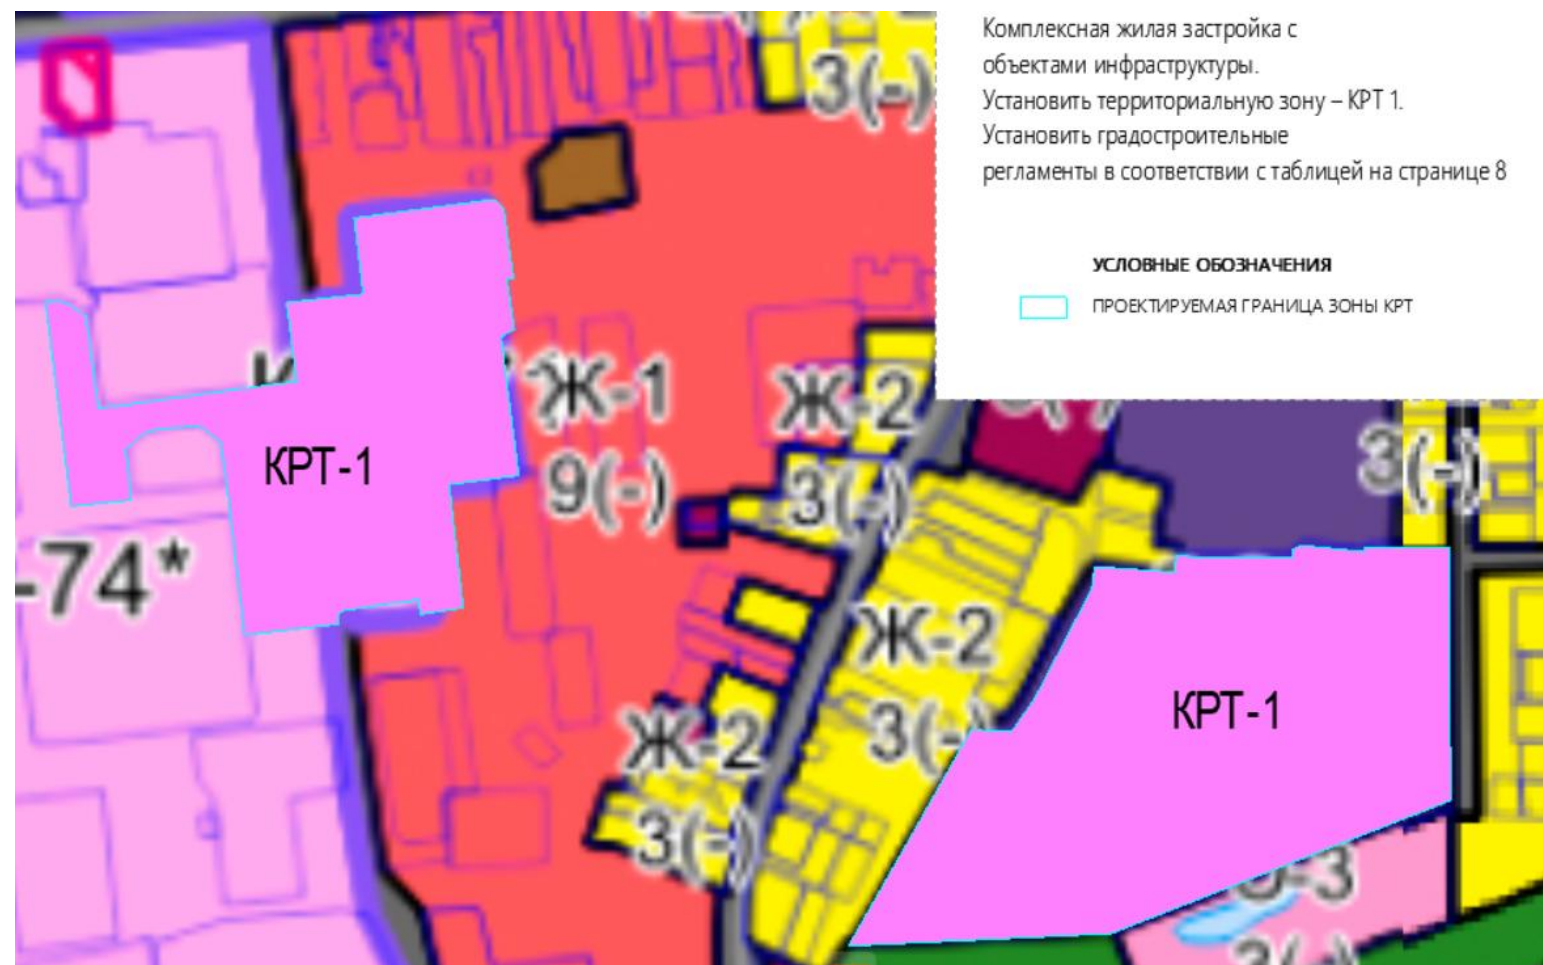 3(-)
Комплексная жилая застройка с
объектами инфраструктуры.
Установить территориальную зону – КРТ 1.
Установить градостроительные
регламенты в соответствии с таблицей на странице 8
УСЛОВНЫЕ ОБОЗНАЧЕНИЯ
ПРОЕКТИРУЕМАЯ ГРАНИЦА ЗОНЫ КРТ
Ж-1
9(-)
Ж-2
3(-)
3(-)
КРТ-1
-74*
Ж-2
3(-)
КРТ-1
Ж-2
3(-)